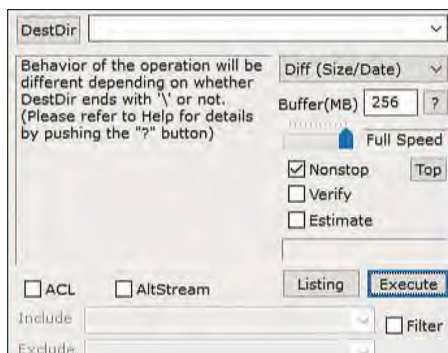 DestDir
Behavior of the operation will be
different depending on whether
DestDir ends with '\' or not.
(Please refer to Help for details
by pushing the "?" button)
Diff (Size/Date)
Buffer(MB) 256 ?
Full Speed
Nonstop Top
Verify
Estimate
Listing Execute
ACL AltStream
Include Filter
Exclude